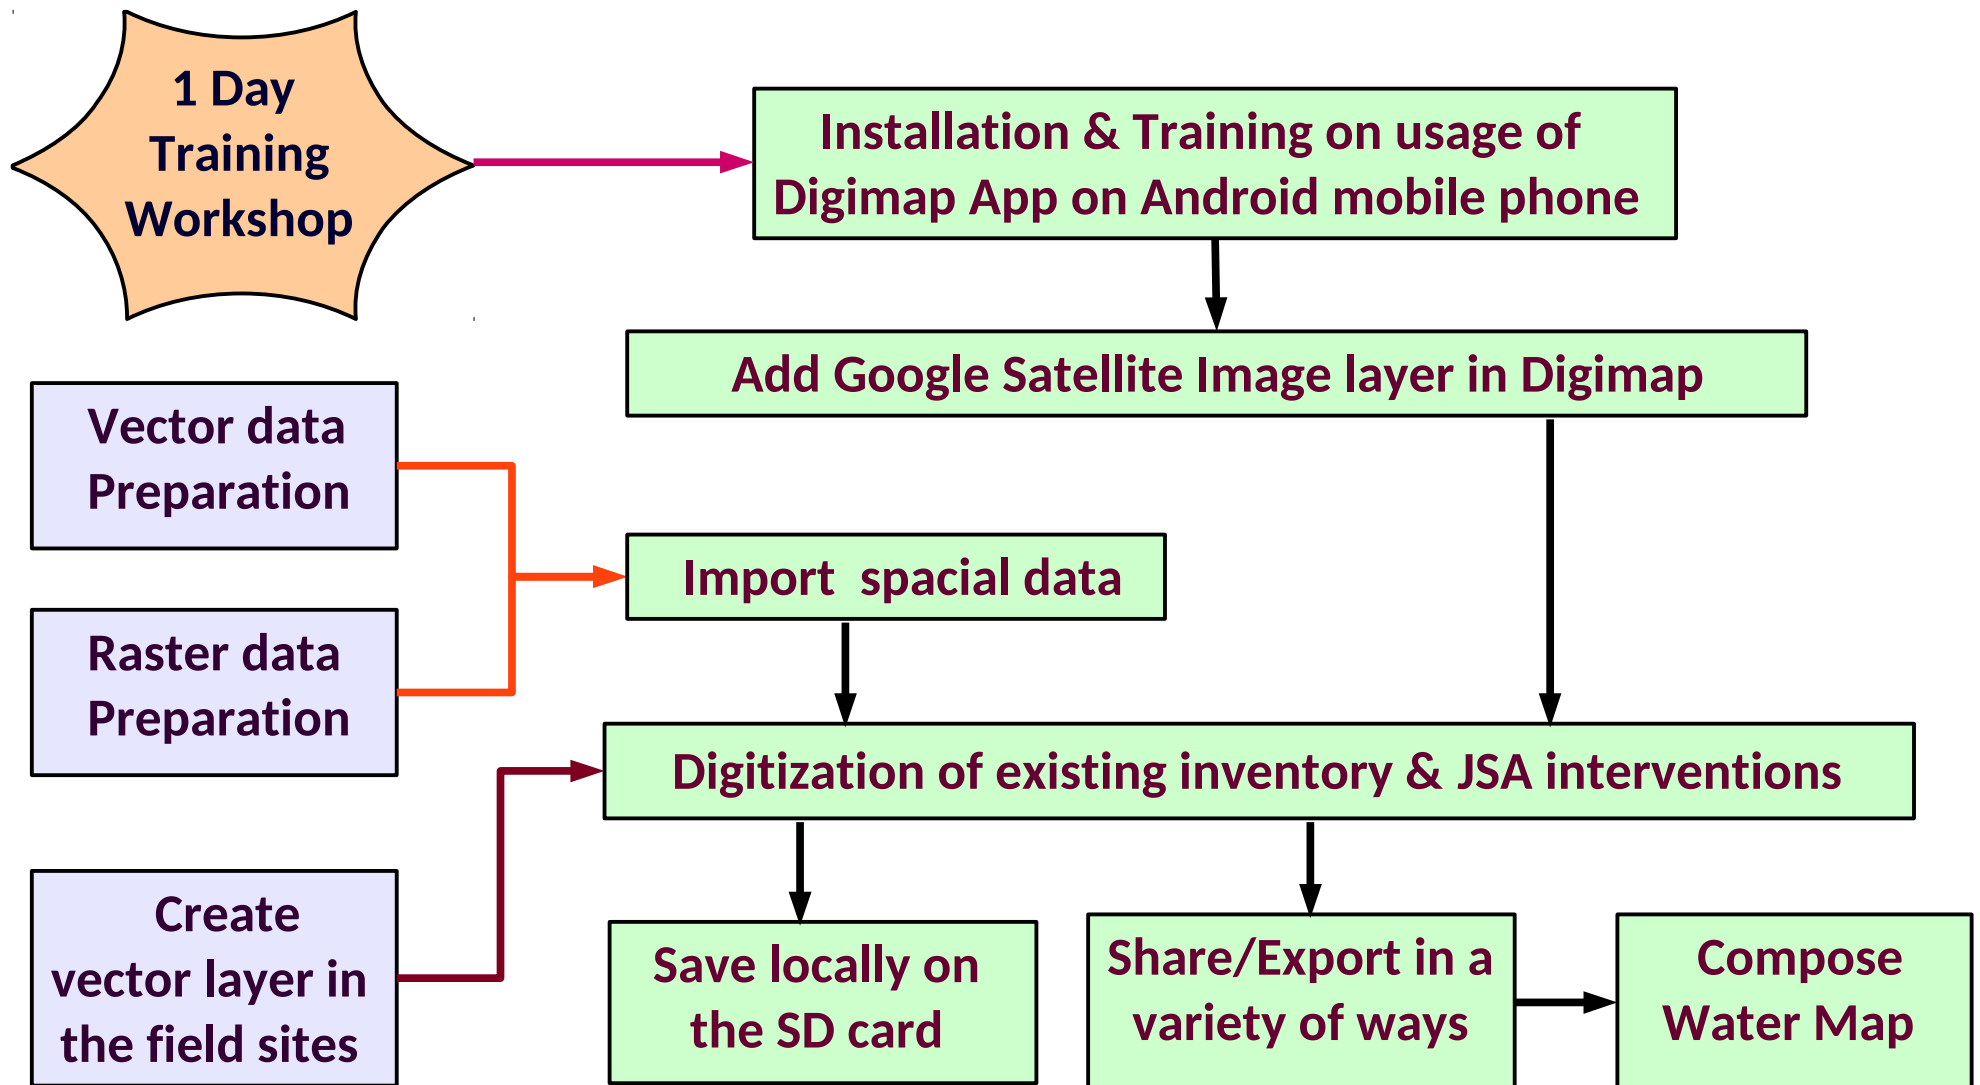 1 Day
Training
Workshop
Installation & Training on usage of
Digimap App on Android mobile phone
Add Google Satellite Image layer in Digimap
Vector data
Preparation
Import spacial data
Raster data
Preparation
Digitization of existing inventory & JSA interventions
Create
vector layer in
the field sites
Save locally on
the SD card
Share/Export in a
variety of ways
Compose
Water Map